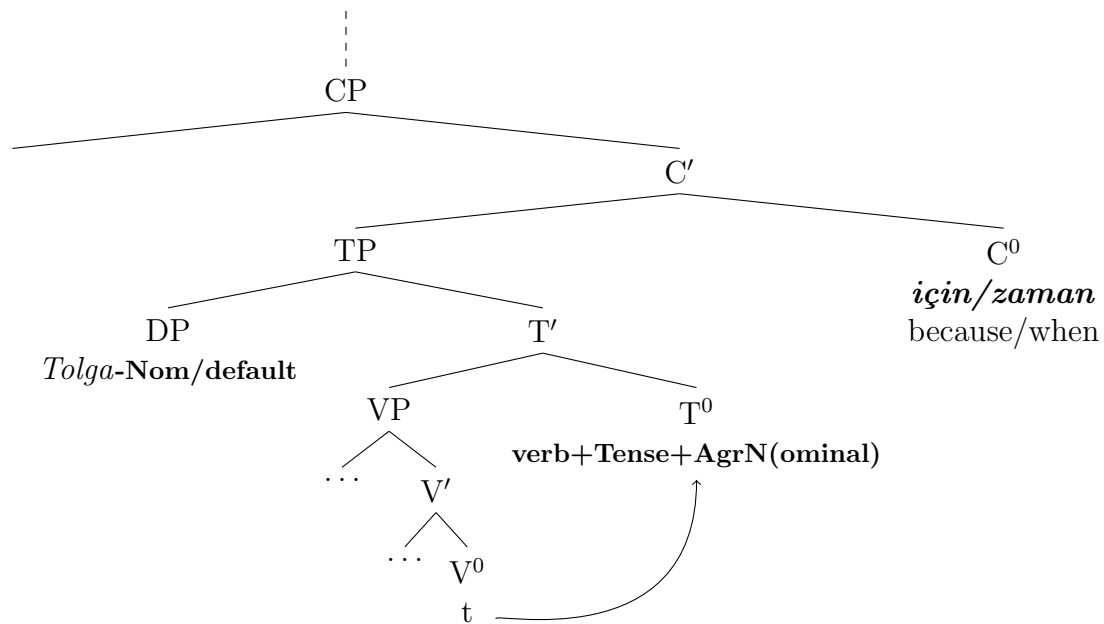 CP
C′
TP
C⁰
için/zaman
because/when
DP
T′
Tolga-Nom/default
VP
T⁰
verb+Tense+AgrN(ominal)
...
V′
...
V⁰
t